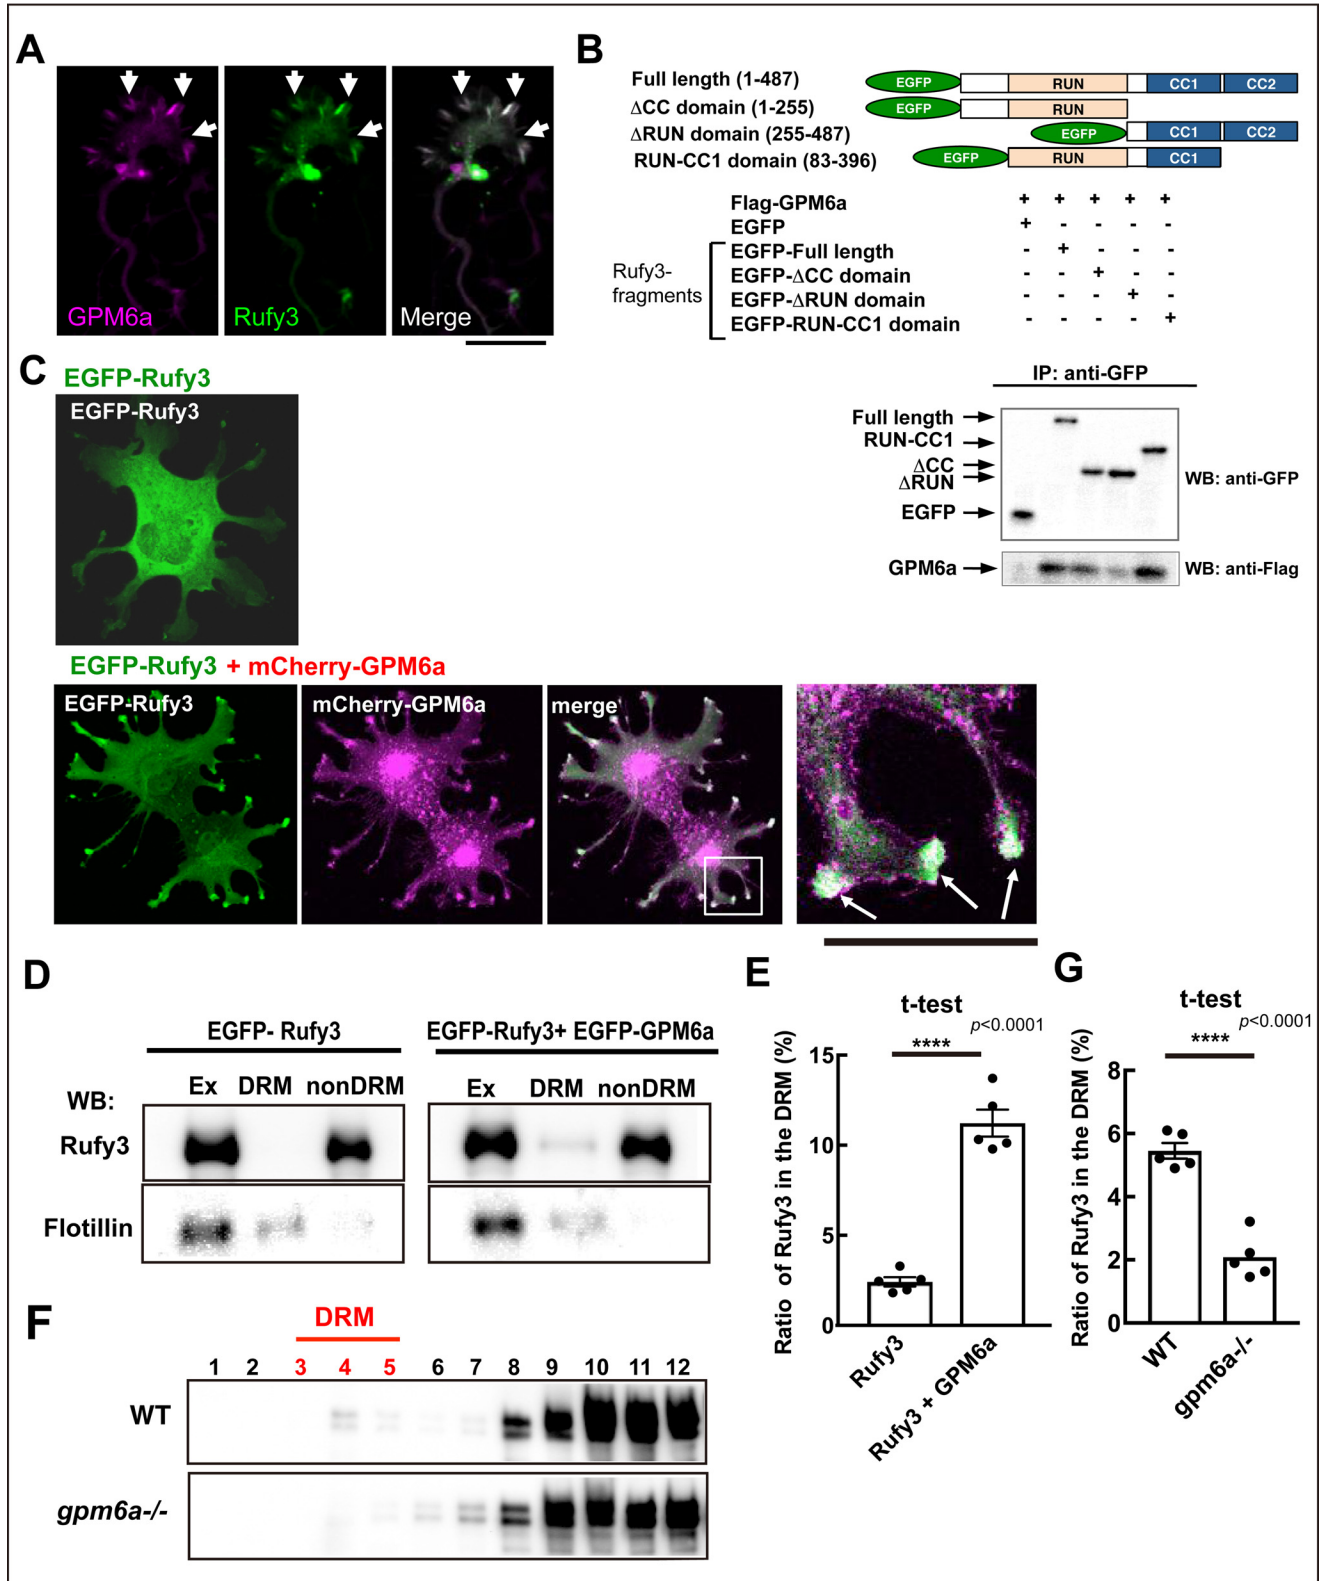 A
GPM6a
Rufy3
Merge
B
Full length (1-487)
EGFP RUN CC1 CC2
ΔCC domain (1-255)
EGFP RUN
ΔRUN domain (255-487)
EGFP CC1 CC2
RUN-CC1 domain (83-396)
EGFP RUN CC1
Flag-GPM6a + + + + +
EGFP + - - - -
Rufy3-
fragments
EGFP-Full length - + - - -
EGFP-ΔCC domain - - + - -
EGFP-ΔRUN domain - - - + -
EGFP-RUN-CC1 domain - - - - +
IP: anti-GFP
Full length
RUN-CC1
ΔCC
ΔRUN
EGFP
WB: anti-GFP
GPM6a
WB: anti-Flag
C
EGFP-Rufy3
EGFP-Rufy3
EGFP-Rufy3 + mCherry-GPM6a
EGFP-Rufy3
mCherry-GPM6a
merge
D
EGFP- Rufy3
EGFP-Rufy3+ EGFP-GPM6a
WB:
Ex DRM nonDRM
Ex DRM nonDRM
Rufy3
Flotillin
E
t-test
p<0.0001
****
Ratio of Rufy3 in the DRM (%)
15
10
5
0
Rufy3
Rufy3 + GPM6a
G
t-test
p<0.0001
****
Ratio of Rufy3 in the DRM (%)
8
6
4
2
0
WT
gpm6a-/-
F
DRM
1 2 3 4 5 6 7 8 9 10 11 12
WT
gpm6a-/-